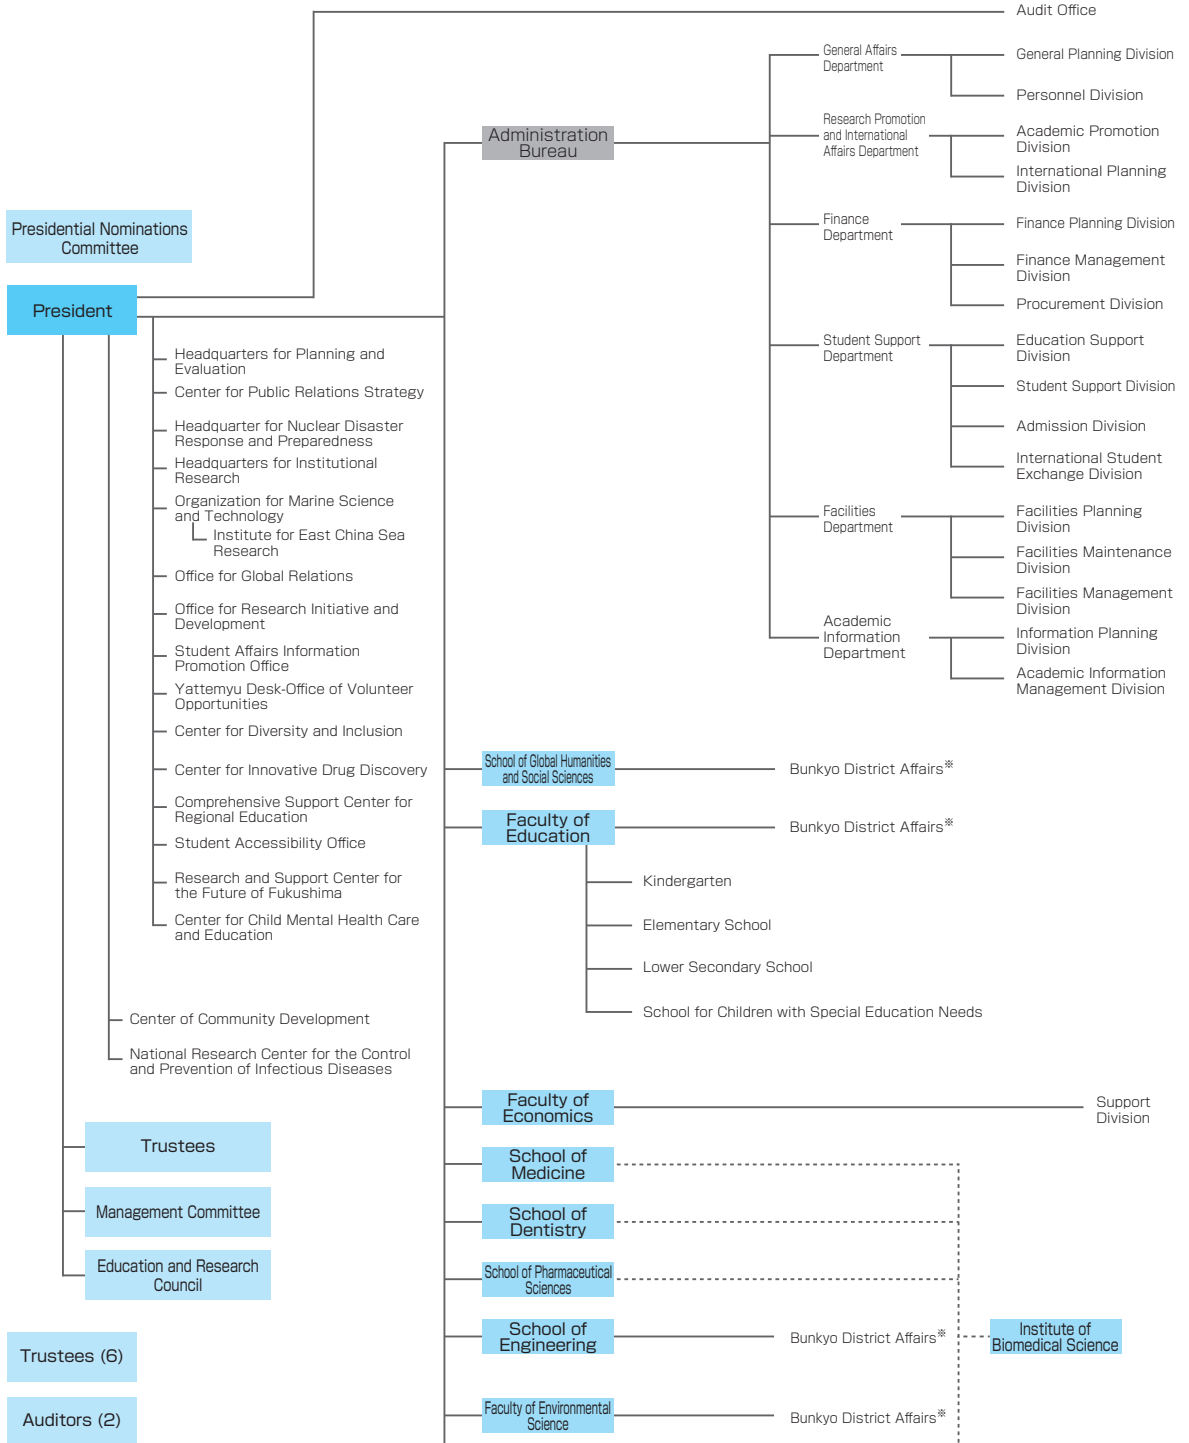 Audit Office
General Affairs
Department
General Planning Division
Personnel Division
Administration
Bureau
Research Promotion
and International
Affairs Department
Academic Promotion
Division
International Planning
Division
Presidential Nominations
Committee
Finance
Department
Finance Planning Division
Finance Management
Division
Procurement Division
President
Student Support
Department
Education Support
Division
Student Support Division
Admission Division
International Student
Exchange Division
Headquarters for Planning and
Evaluation
Center for Public Relations Strategy
Headquarter for Nuclear Disaster
Response and Preparedness
Headquarters for Institutional
Research
Organization for Marine Science
and Technology
Institute for East China Sea
Research
Office for Global Relations
Office for Research Initiative and
Development
Student Affairs Information
Promotion Office
Yattemyu Desk-Office of Volunteer
Opportunities
Center for Diversity and Inclusion
Center for Innovative Drug Discovery
Comprehensive Support Center for
Regional Education
Student Accessibility Office
Research and Support Center for
the Future of Fukushima
Center for Child Mental Health Care
and Education
Facilities
Department
Facilities Planning
Division
Facilities Maintenance
Division
Facilities Management
Division
Academic
Information
Department
Information Planning
Division
Academic Information
Management Division
School of Global Humanities
and Social Sciences
Bunkyo District Affairs※
Faculty of
Education
Bunkyo District Affairs※
Kindergarten
Elementary School
Lower Secondary School
School for Children with Special Education Needs
Center of Community Development
National Research Center for the Control
and Prevention of Infectious Diseases
Faculty of
Economics
Support
Division
Trustees
School of
Medicine
Management Committee
School of
Dentistry
Education and Research
Council
School of Pharmaceutical
Sciences
Trustees (6)
School of
Engineering
Bunkyo District Affairs※
Institute of
Biomedical Science
Auditors (2)
Faculty of Environmental
Science
Bunkyo District Affairs※